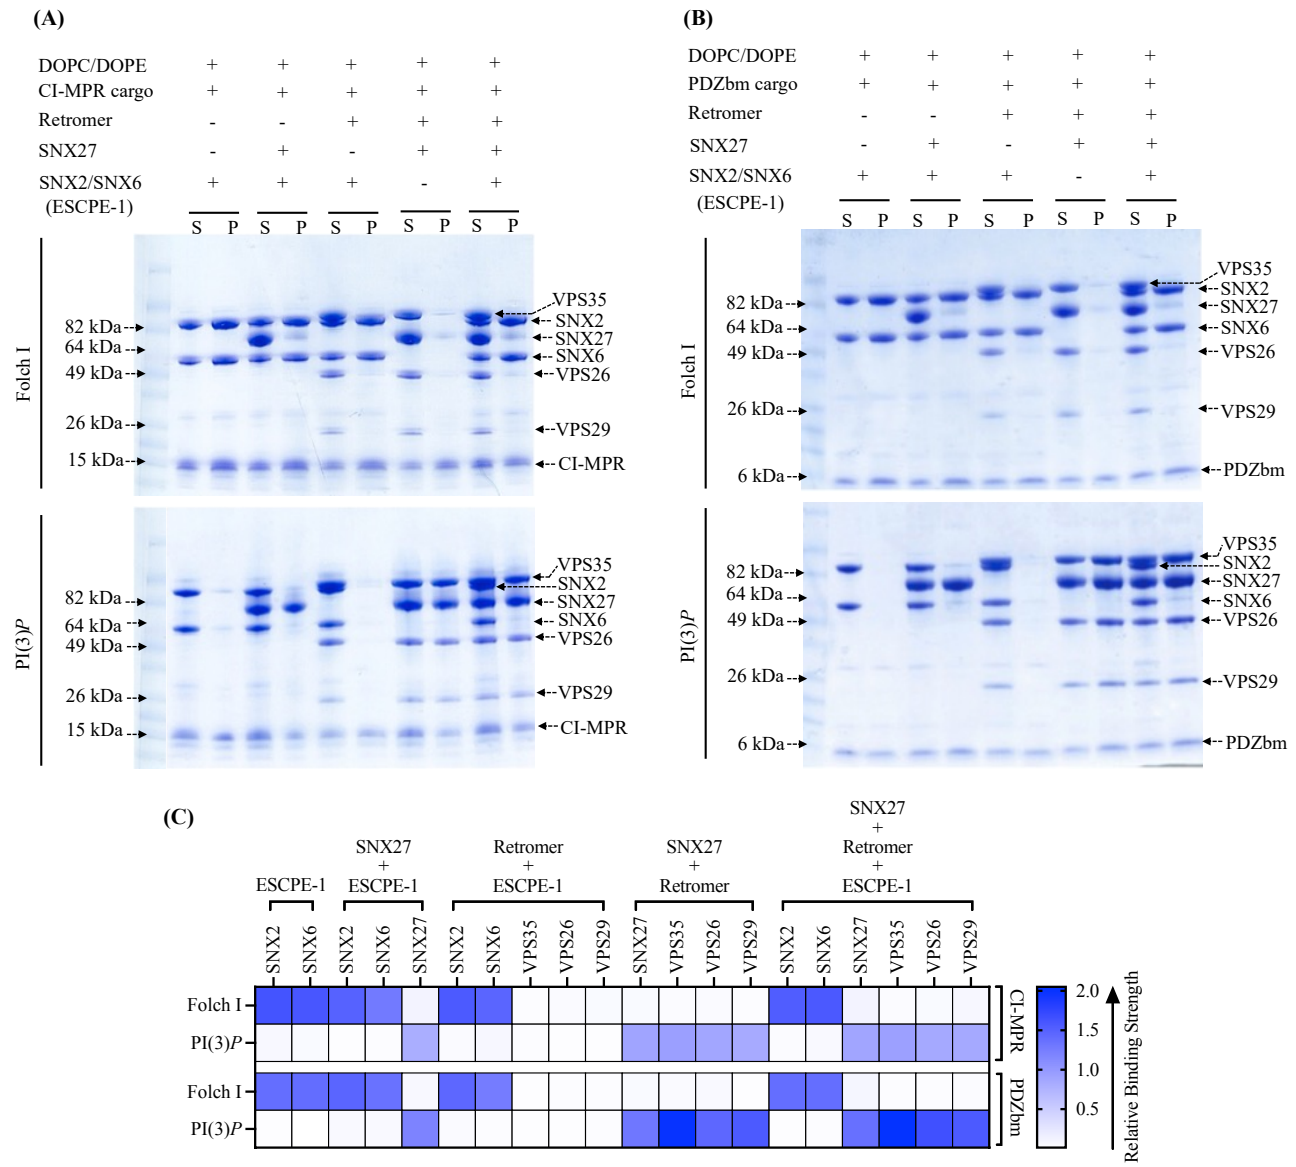 (A)
DOPC/DOPE + + + + +
CI-MPR cargo + + + + +
Retromer - - + + +
SNX27 - + - + +
SNX2/SNX6 + + + - +
(ESCPE-1)
S P S P S P S P S P
Folch I
82 kDa
64 kDa
49 kDa
26 kDa
15 kDa
VPS35
SNX2
SNX27
SNX6
VPS26
VPS29
CI-MPR
PI(3)P
82 kDa
64 kDa
49 kDa
26 kDa
15 kDa
VPS35
SNX2
SNX27
SNX6
VPS26
VPS29
CI-MPR
(B)
DOPC/DOPE + + + + +
PDZbm cargo + + + + +
Retromer - - + + +
SNX27 - + - + +
SNX2/SNX6 + + + - +
(ESCPE-1)
S P S P S P S P S P
Folch I
82 kDa
64 kDa
49 kDa
26 kDa
6 kDa
VPS35
SNX2
SNX27
SNX6
VPS26
VPS29
PDZbm
PI(3)P
82 kDa
64 kDa
49 kDa
26 kDa
6 kDa
VPS35
SNX2
SNX27
SNX6
VPS26
VPS29
PDZbm
(C)
ESCPE-1
SNX27
+
ESCPE-1
Retromer
+
ESCPE-1
SNX27
+
Retromer
SNX27
+
Retromer
+
ESCPE-1
SNX2 SNX6 SNX2 SNX6 SNX27 SNX2 SNX6 VPS35 VPS26 VPS29 SNX27 VPS35 VPS26 VPS29 SNX2 SNX6 SNX27 VPS35 VPS26 VPS29
Folch I
PI(3)P
CI-MPR
Folch I
PI(3)P
PDZbm
2.0
1.5
1.0
0.5
Relative Binding Strength